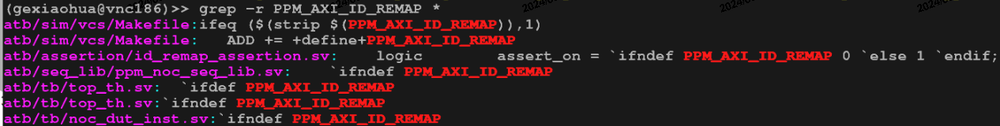 (gexiaohua@vnc186)>> grep -r PPM_AXI_ID_REMAP *
atb/sim/vcs/Makefile:ifeq ($(strip $(PPM_AXI_ID_REMAP)),1)
atb/sim/vcs/Makefile:   ADD += +define+PPM_AXI_ID_REMAP
atb/assertion/id_remap_assertion.sv:    logic        assert_on = `ifndef PPM_AXI_ID_REMAP 0 `else 1 `endif;
atb/seq_lib/ppm_noc_seq_lib.sv:    `ifndef PPM_AXI_ID_REMAP
atb/tb/top_th.sv:  `ifdef PPM_AXI_ID_REMAP
atb/tb/top_th.sv:`ifndef PPM_AXI_ID_REMAP
atb/tb/noc_dut_inst.sv:`ifndef PPM_AXI_ID_REMAP